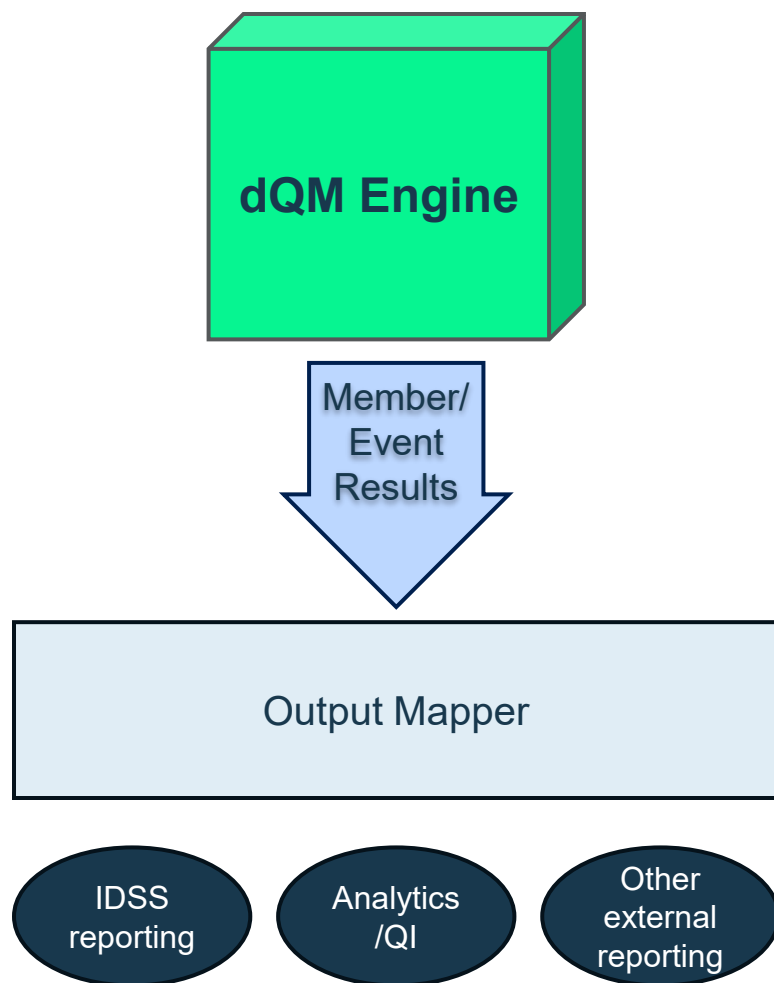 dQM Engine
Member/
Event
Results
Output Mapper
IDSS
reporting
Analytics
/QI
Other
external
reporting